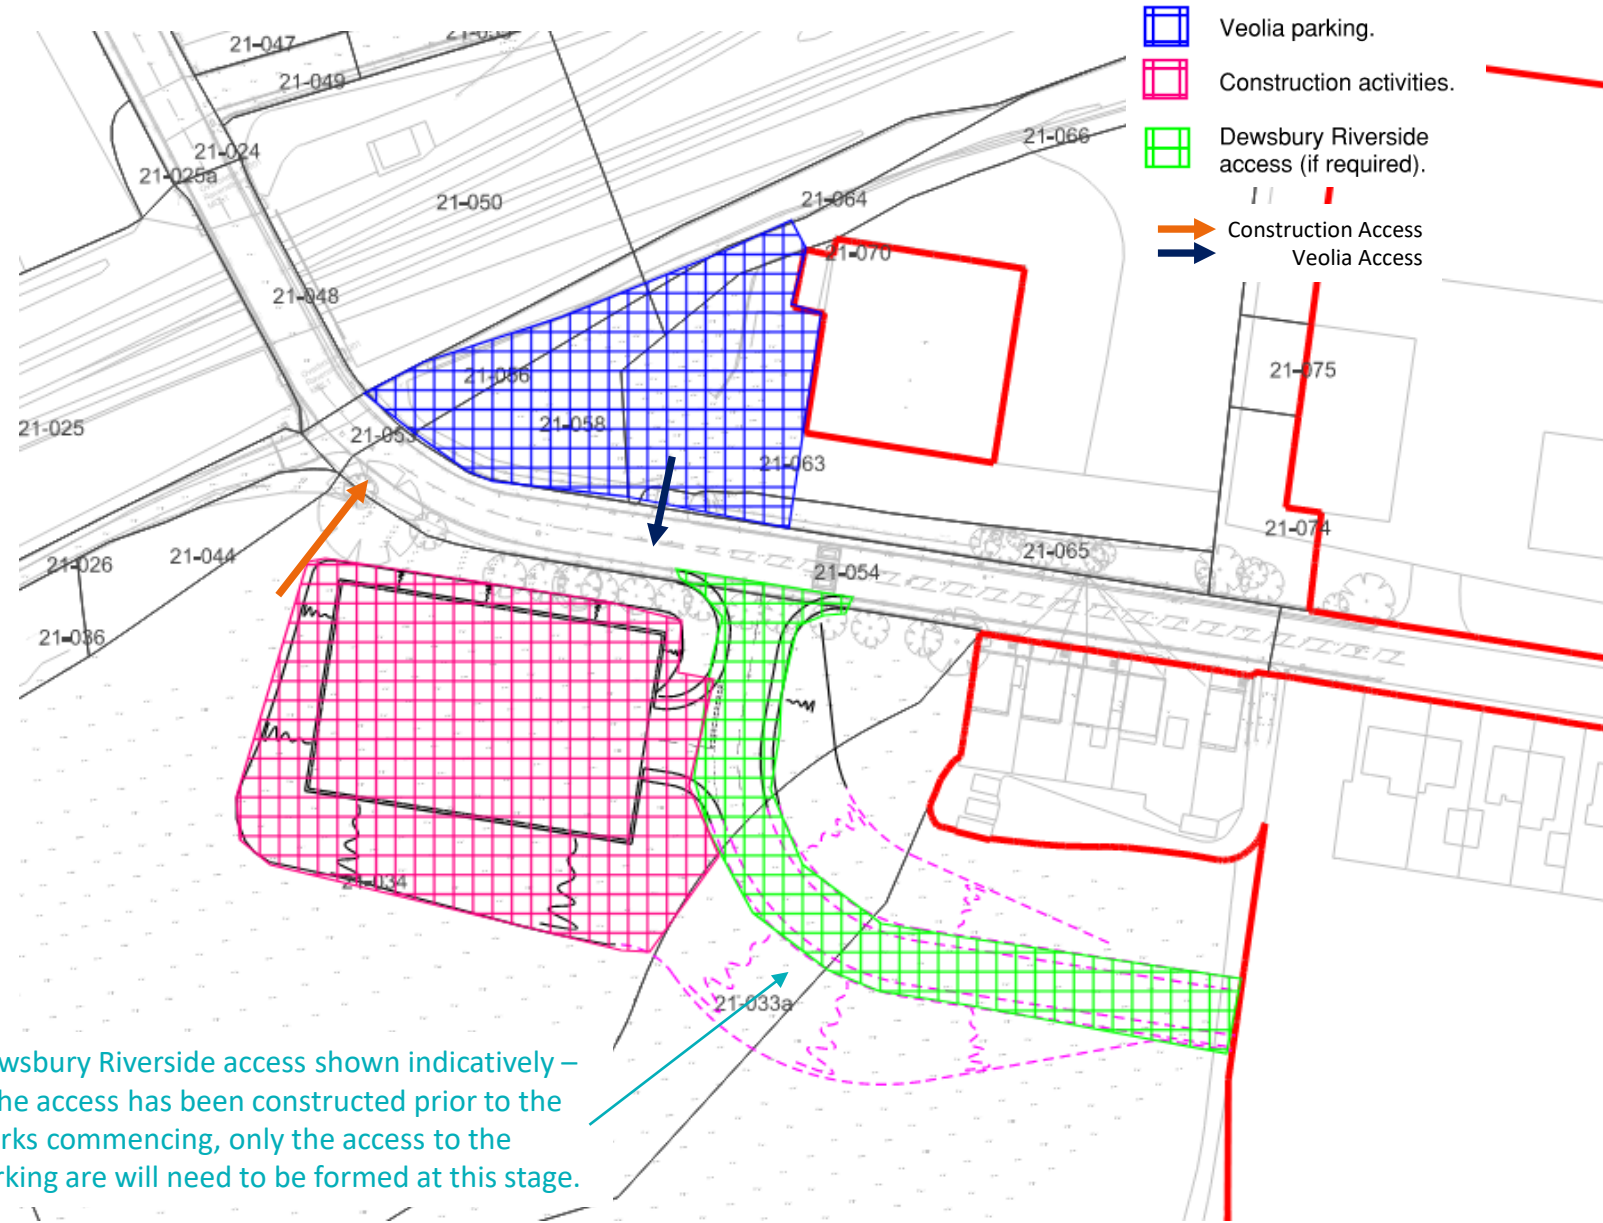 Veolia parking.
Construction activities.
Dewsbury Riverside
access (if required).
Construction Access
Veolia Access
21-047
21-049
21-024
21-025a
21-050
21-066
21-064
21-070
21-048
21-075
21-025
21-053
21-058
21-063
21-074
21-065
21-054
21-044
21-026
21-036
21-034
21-033a
wsbury Riverside access shown indicatively –
he access has been constructed prior to the
rks commencing, only the access to the
rking are will need to be formed at this stage.